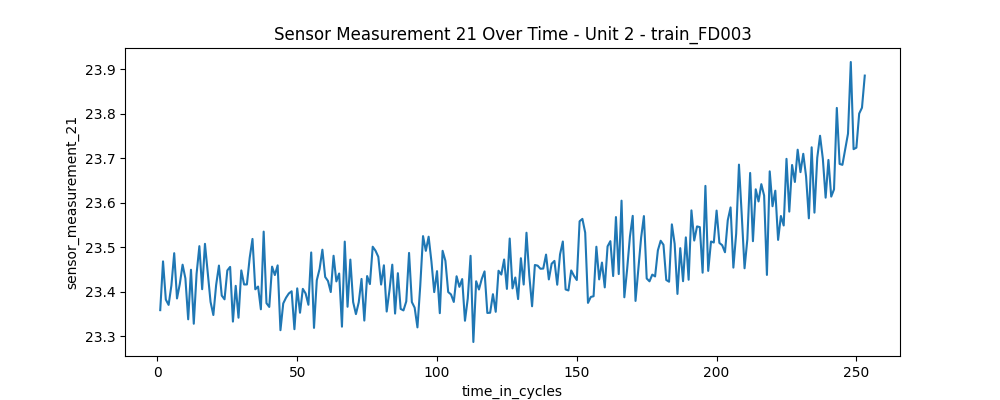 Sensor Measurement 21 Over Time - Unit 2 - train_FD003
sensor_measurement_21
23.9
23.8
23.7
23.6
23.5
23.4
23.3
0 50 100 150 200 250
time_in_cycles